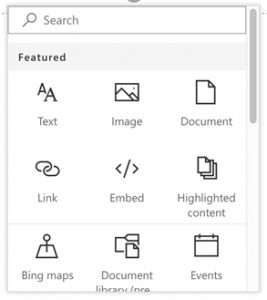 Search
Featured
Text
Image
Document
Link
Embed
Highlighted
content
Bing maps
Document
library (pre
Events